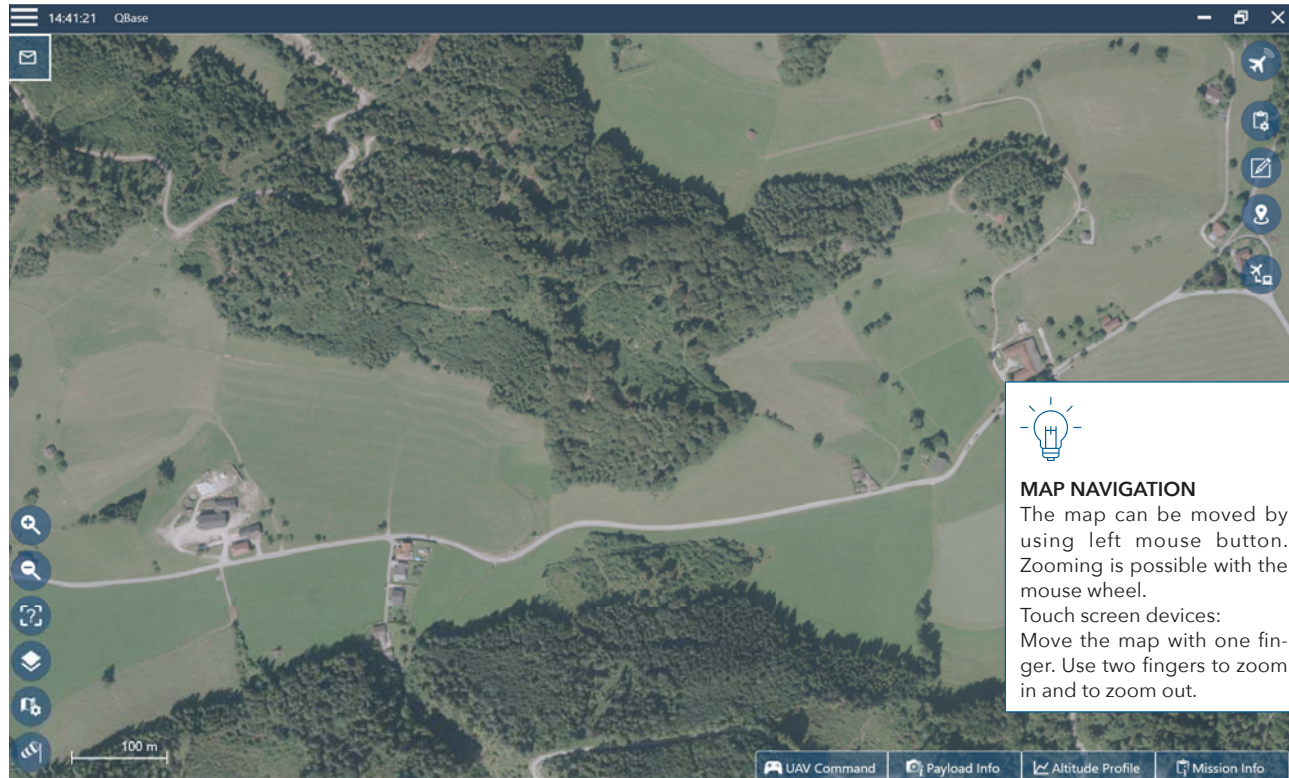 14:41:21 QBase
MAP NAVIGATION
The map can be moved by
using left mouse button.
Zooming is possible with the
mouse wheel.
Touch screen devices:
Move the map with one fin-
ger. Use two fingers to zoom
in and to zoom out.
100 m
UAV Command Payload Info Altitude Profile Mission Info